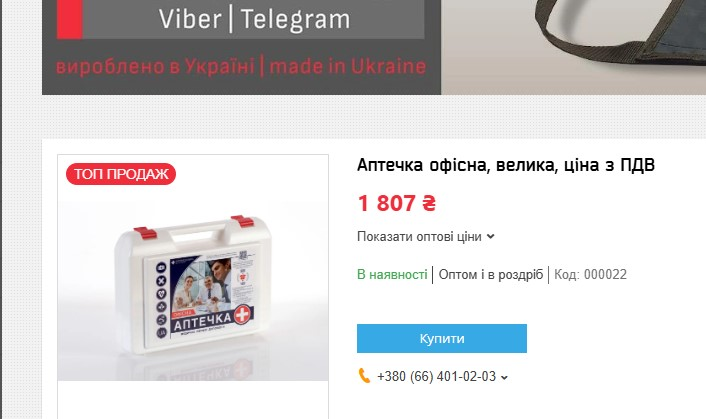 Viber | Telegram
вироблено в Україні | made in Ukraine
ТОП ПРОДАЖ
Аптечка офісна, велика, ціна з ПДВ
1 807 ₴
Показати оптові ціни
В наявності | Оптом і в роздріб | Код: 000022
АПТЕЧКА
Купити
+380 (66) 401-02-03